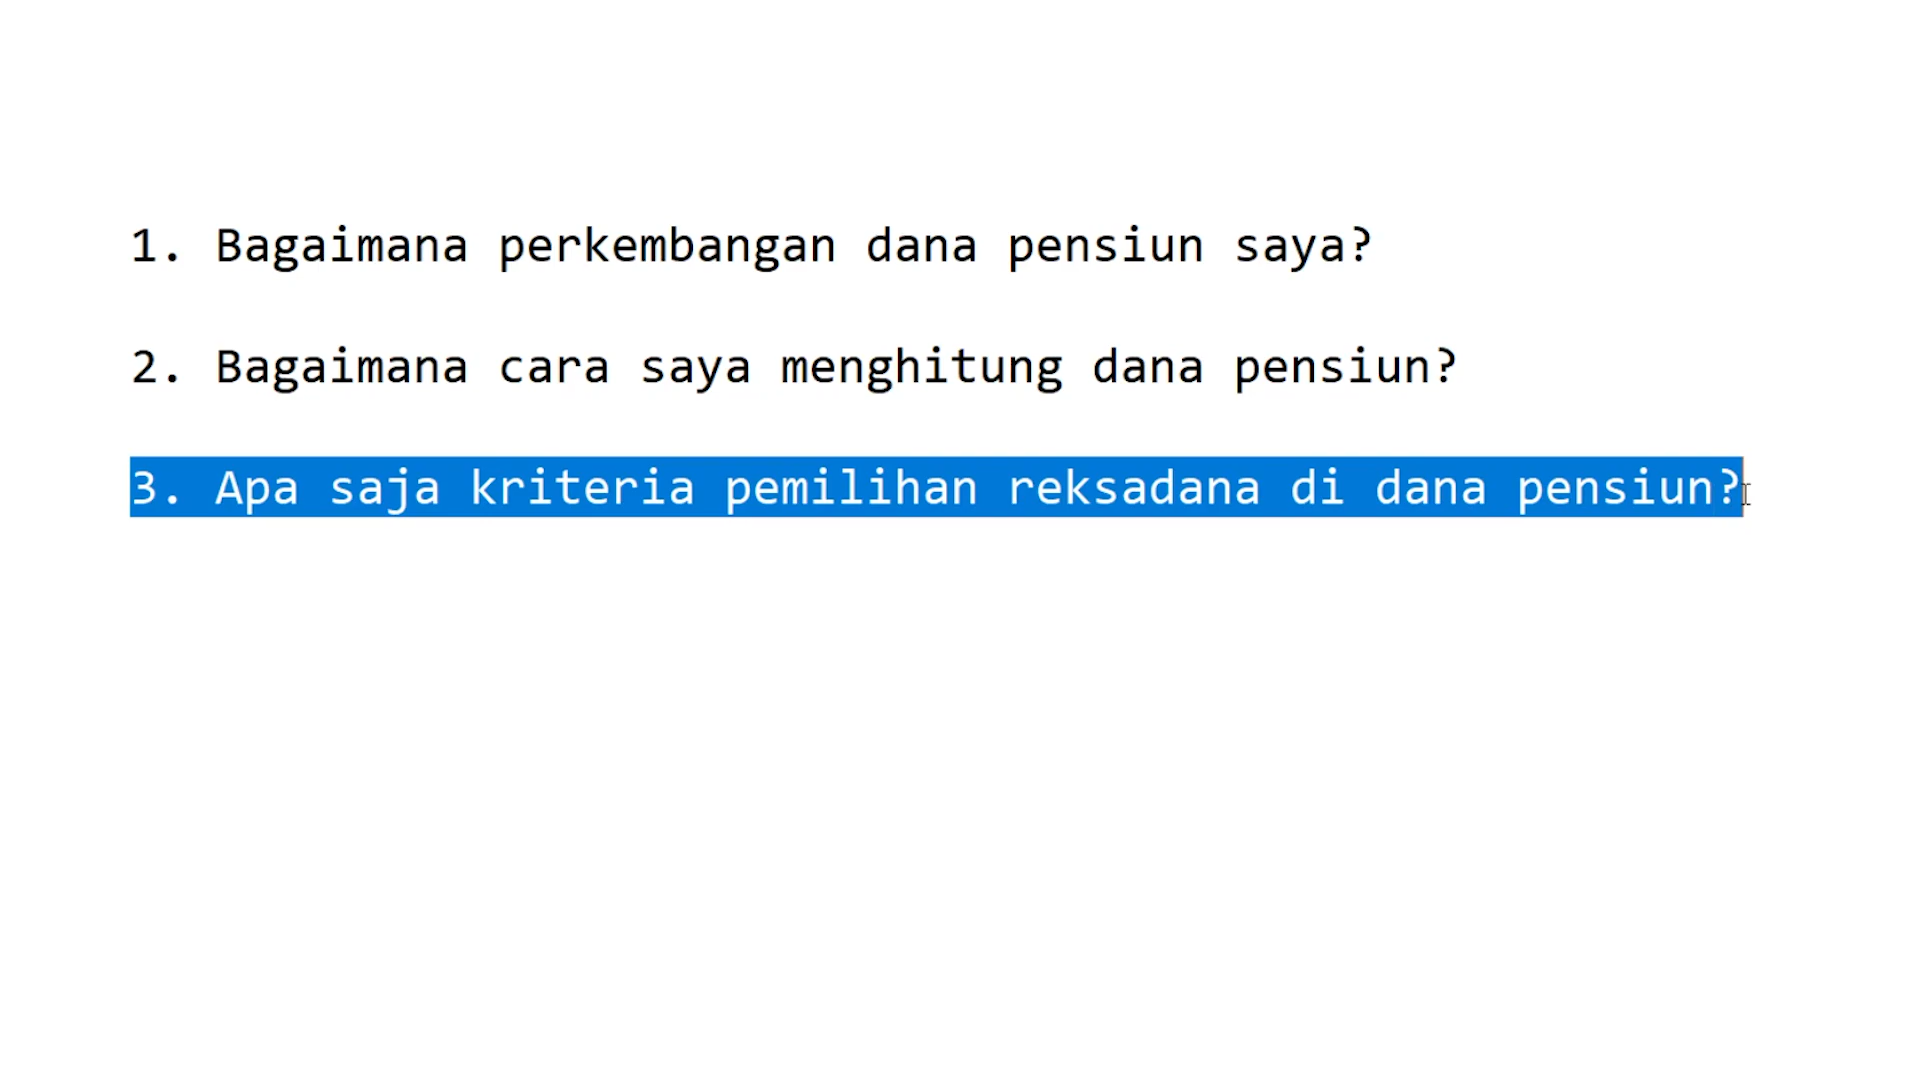 1. Bagaimana perkembangan dana pensiun saya?
2. Bagaimana cara saya menghitung dana pensiun?
3. Apa saja kriteria pemilihan reksadana di dana pensiun?